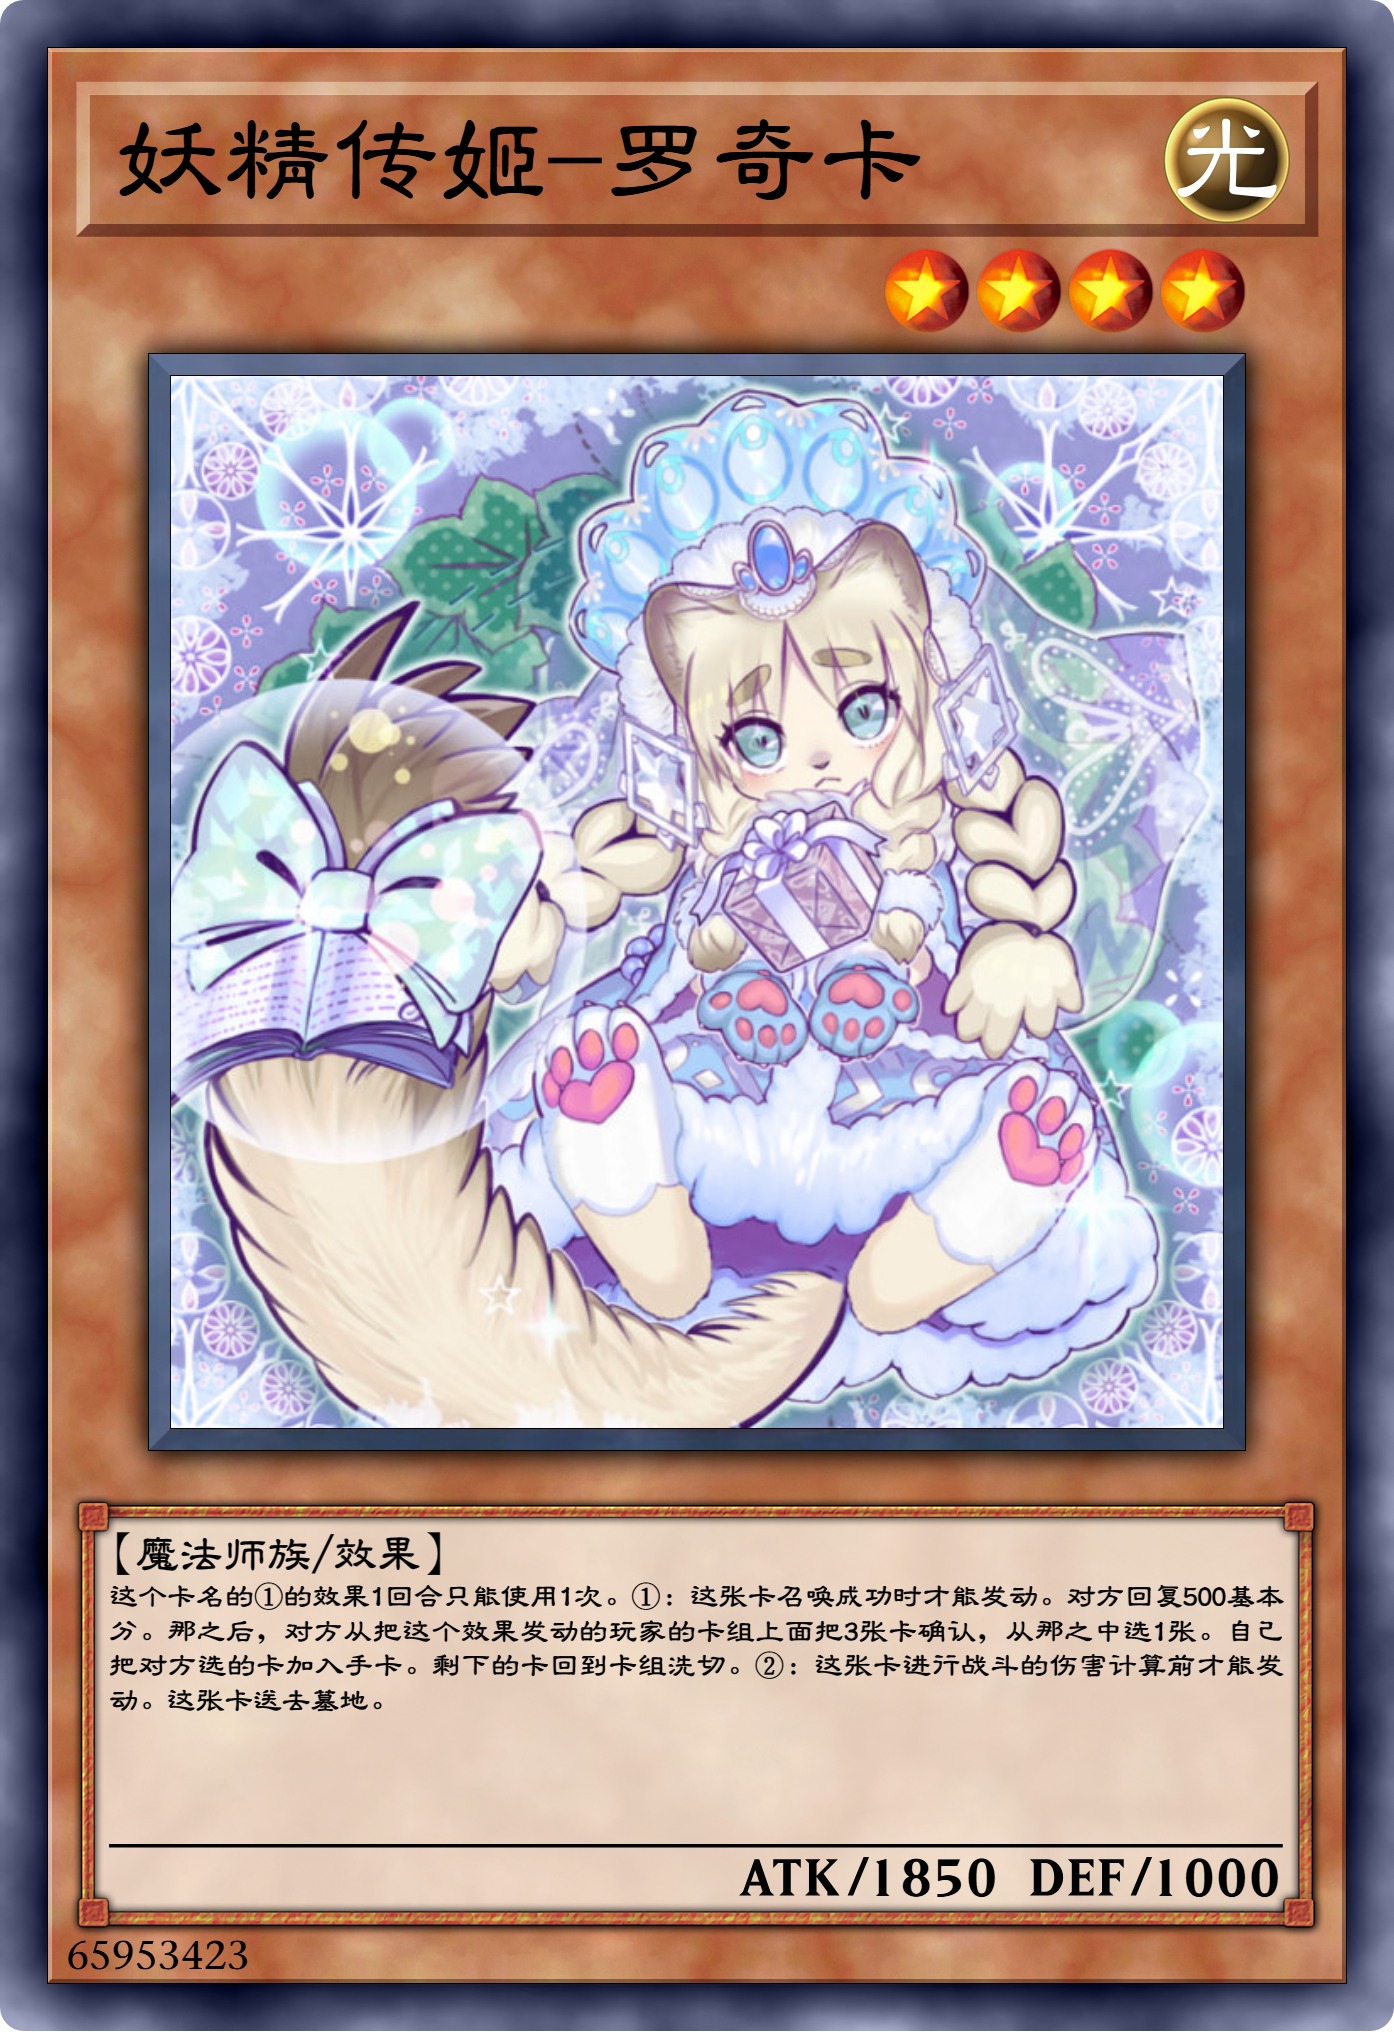 妖精传姬-罗奇卡
光
【魔法师族/效果】
这个卡名的①的效果1回合只能使用1次。①：这张卡召唤成功时才能发动。对方回复500基本
分。那之后，对方从把这个效果发动的玩家的卡组上面把3张卡确认，从那之中选1张。自己
把对方选的卡加入手卡。剩下的卡回到卡组洗切。②：这张卡进行战斗的伤害计算前才能发
动。这张卡送去墓地。
ATK/1850 DEF/1000
65953423